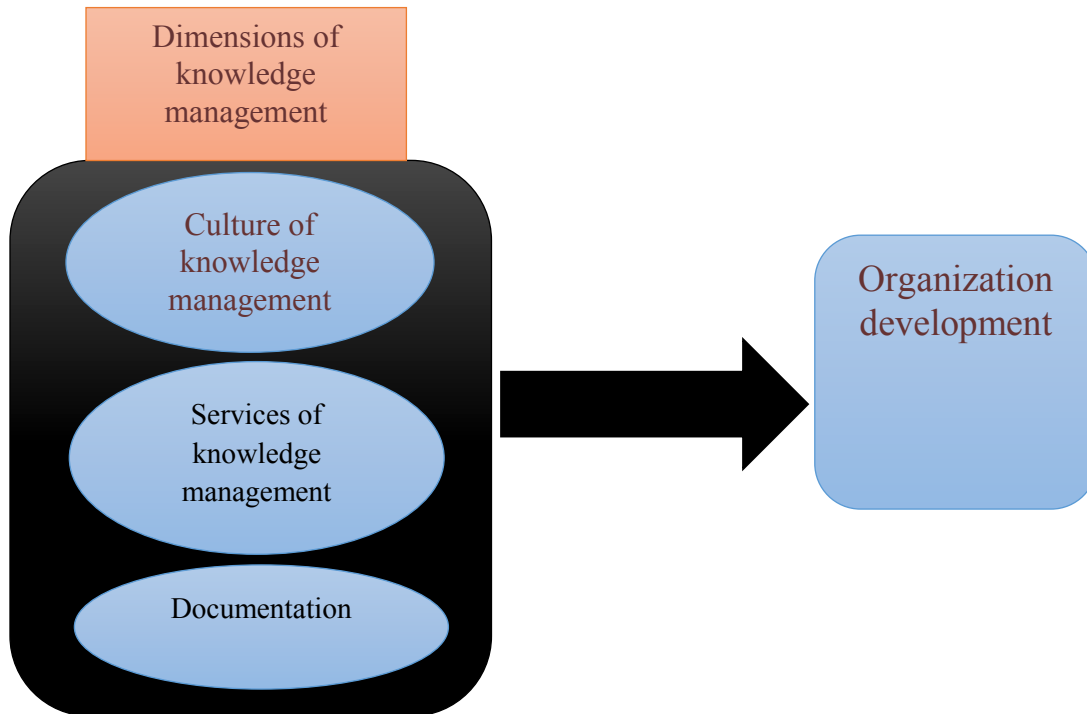 Dimensions of
knowledge
management
Culture of
knowledge
management
Services of
knowledge
management
Documentation
Organization
development